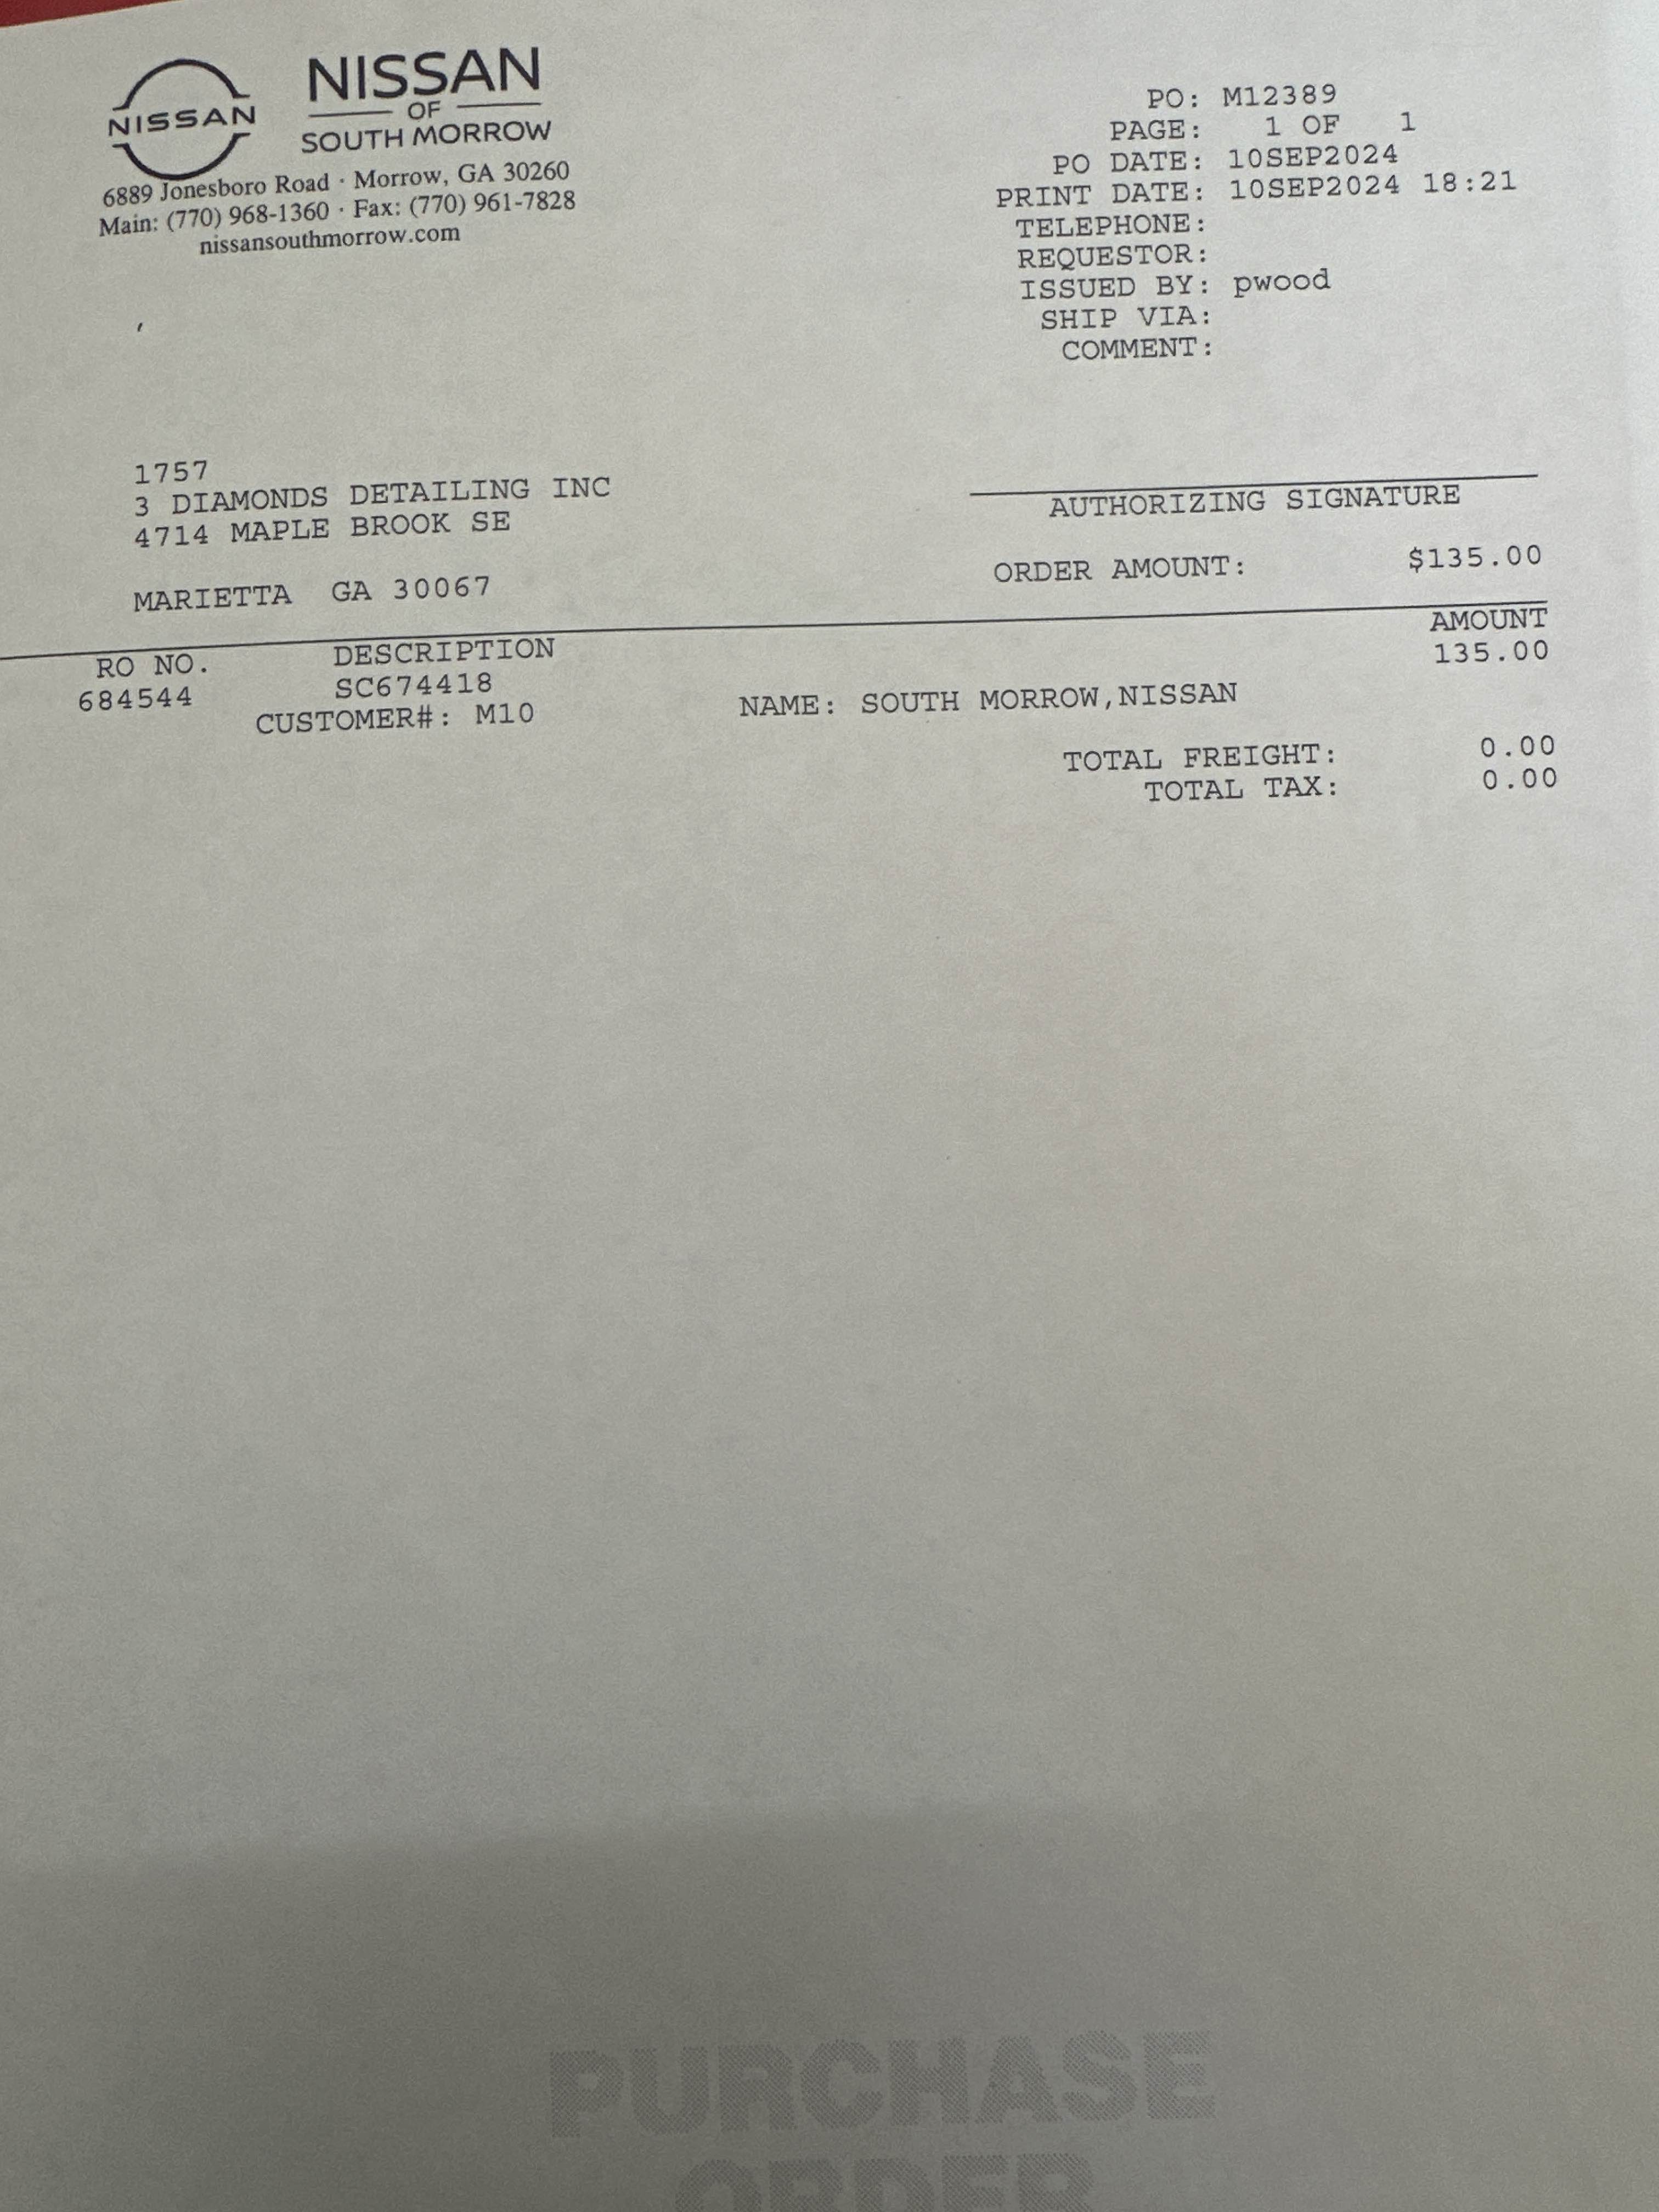 NISSAN
NISSAN
OF
SOUTH MORROW
6889 Jonesboro Road · Morrow, GA 30260
Main: (770) 968-1360 · Fax: (770) 961-7828
nissansouthmorrow.com
PO: M12389
PAGE: 1 OF 1
PO DATE: 10SEP2024
PRINT DATE: 10SEP2024 18:21
TELEPHONE:
REQUESTOR:
ISSUED BY: pwood
SHIP VIA:
COMMENT:
1757
3 DIAMONDS DETAILING INC
4714 MAPLE BROOK SE
MARIETTA GA 30067
AUTHORIZING SIGNATURE
ORDER AMOUNT: $135.00
RO NO. DESCRIPTION AMOUNT
684544 SC674418 135.00
CUSTOMER#: M10 NAME: SOUTH MORROW,NISSAN
TOTAL FREIGHT: 0.00
TOTAL TAX: 0.00
PURCHASE
ORDER